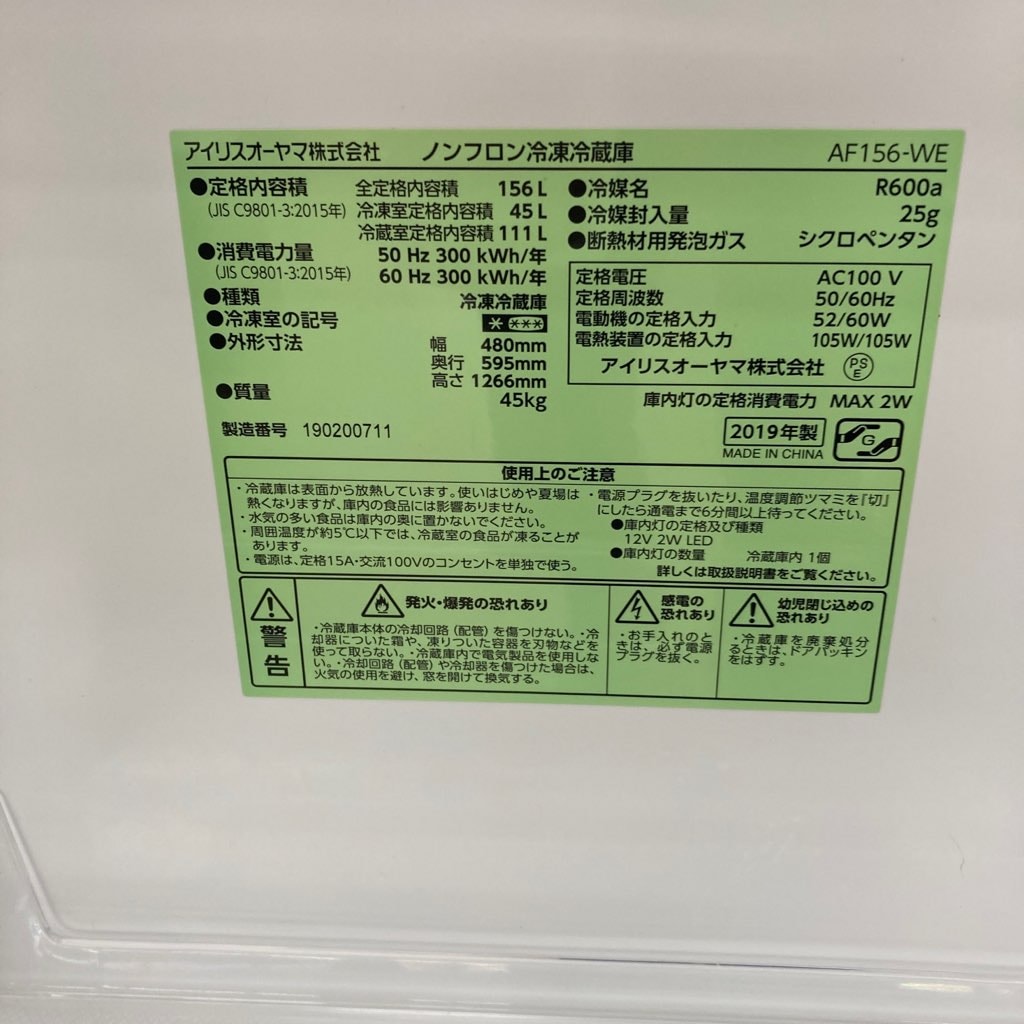 アイリスオーヤマ株式会社 ノンフロン冷凍冷蔵庫 AF156-WE
●定格内容積 全定格内容積 156 L
(JIS C9801-3:2015年) 冷凍室定格内容積 45 L
冷蔵室定格内容積 111 L
●消費電力量 50 Hz 300 kWh/年
(JIS C9801-3:2015年) 60 Hz 300 kWh/年
●種類 冷凍冷蔵庫
●冷凍室の記号 * ***
●外形寸法 幅 480mm
奥行 595mm
高さ 1266mm
●質量 45kg
製造番号 190200711
●冷媒名 R600a
●冷媒封入量 25g
●断熱材用発泡ガス シクロペンタン
定格電圧 AC100 V
定格周波数 50/60Hz
電動機の定格入力 52/60W
電熱装置の定格入力 105W/105W
アイリスオーヤマ株式会社 PS E
庫内灯の定格消費電力 MAX 2W
2019年製
MADE IN CHINA
G
使用上のご注意
・冷蔵庫は表面から放熱しています。使いはじめや夏場は
熱くなりますが、庫内の食品には影響ありません。
・水気の多い食品は庫内の奥に置かないでください。
・周囲温度が約5℃以下では、冷蔵室の食品が凍ることが
あります。
・電源は、定格15A・交流100Vのコンセントを単独で使う。
・電源プラグを抜いたり、温度調節ツマミを『切』
にしたら通電まで6分間以上待ってください。
●庫内灯の定格及び種類
12V 2W LED
●庫内灯の数量 冷蔵庫内 1個
詳しくは取扱説明書をご覧ください。
警告
発火・爆発の恐れあり
・冷蔵庫本体の冷却回路(配管)を傷つけない。・冷
却器についた霜や、凍りついた容器を刃物などを
使って取らない。・冷蔵庫内で電気製品を使用しな
い。・冷却回路(配管)や冷却器を傷つけた場合は、
火気の使用を避け、窓を開けて換気する。
感電の
恐れあり
・お手入れのと
きは、必ず電源
プラグを抜く。
幼児閉じ込めの
恐れあり
・冷蔵庫を廃棄処分
るときは、ドアパッキン
をはずす。